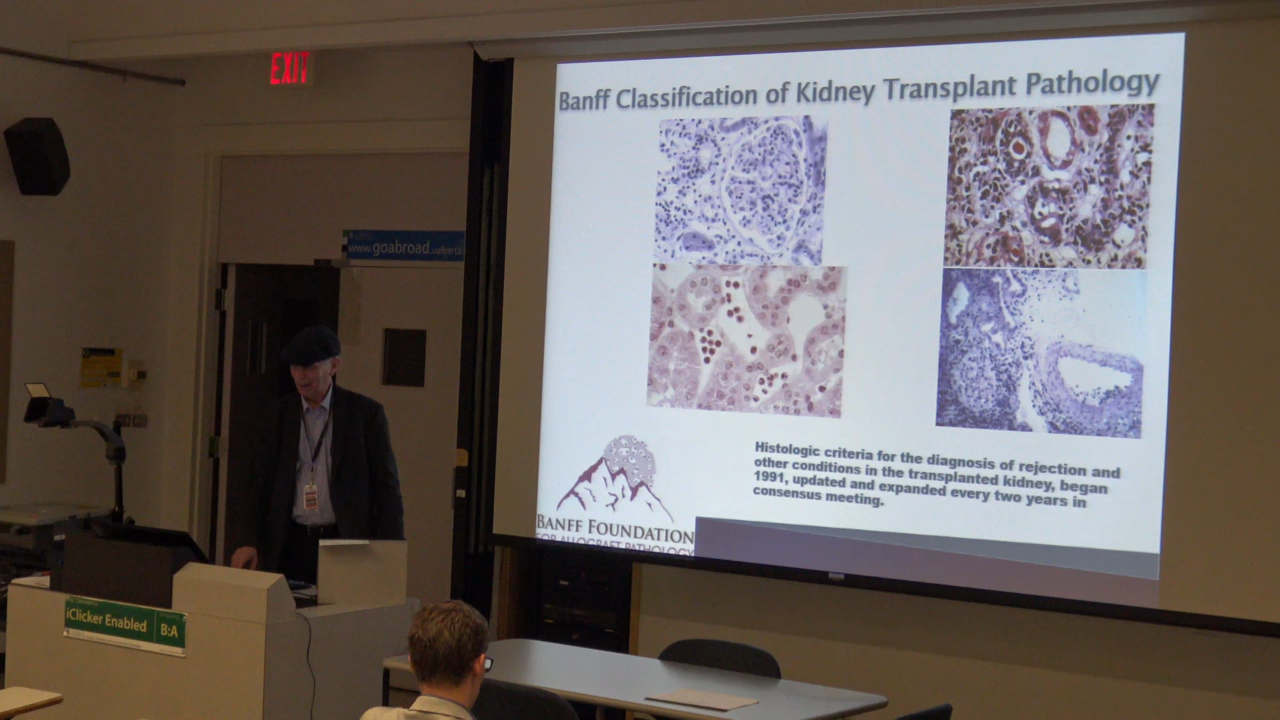 EXIT
Banff Classification of Kidney Transplant Pathology
www.goabroad.ualberta
Histologic criteria for the diagnosis of rejection and
other conditions in the transplanted kidney, began
1991, updated and expanded every two years in
consensus meeting.
BANFF FOUNDATION
FOR ALLOGRAFT PATHOLOGY
iClicker Enabled
B:A